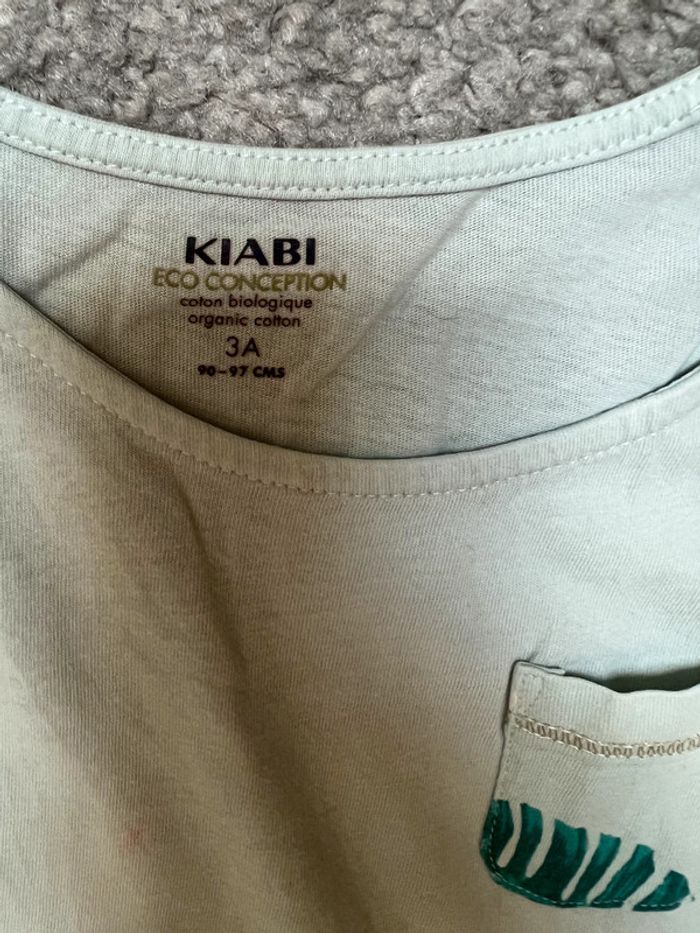 KIABI
ECO CONCEPTION
coton biologique
organic cotton
3A
90-97 CMS